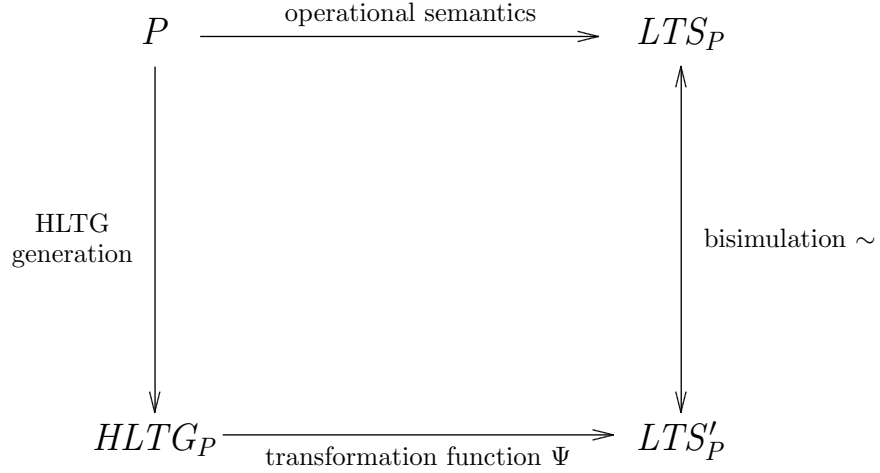 operational semantics
P LTS_P
HLTG
generation
bisimulation ∼
HLTG_P LTS'_P
transformation function Ψ